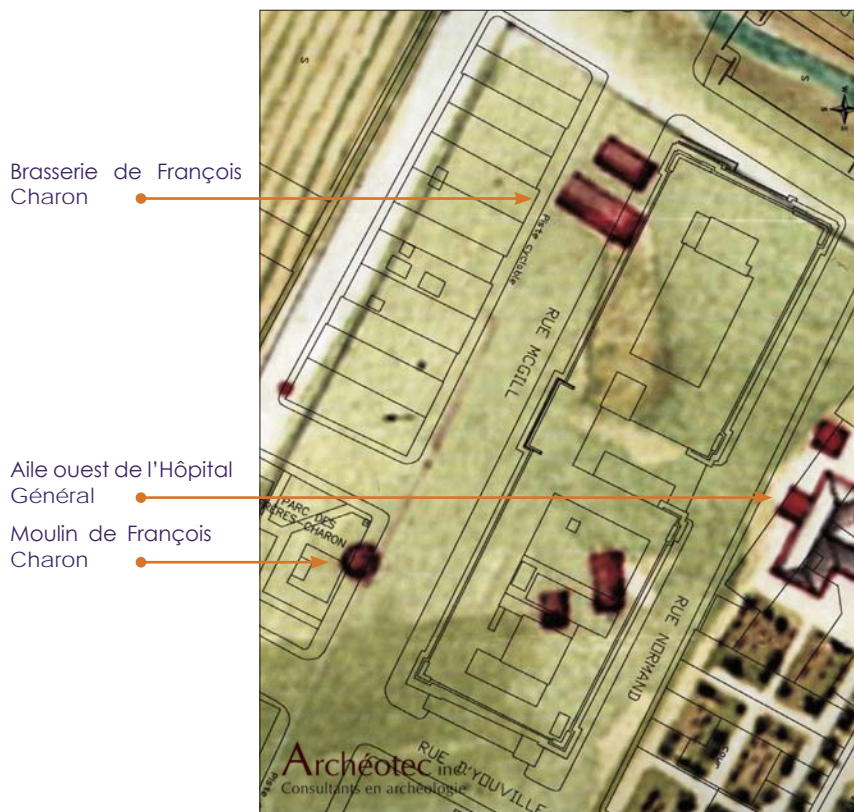 Brasserie de François
Charon
Aile ouest de l'Hôpital
Général
Moulin de François
Charon
S
S
N
Piste cyclable
RUE MCGILL
PARC DES
FRÈRES-CHARON
RUE NORMAND
RUE D'YOUVILLE
Piste
Archéotec inc.
Consultants en archéologie